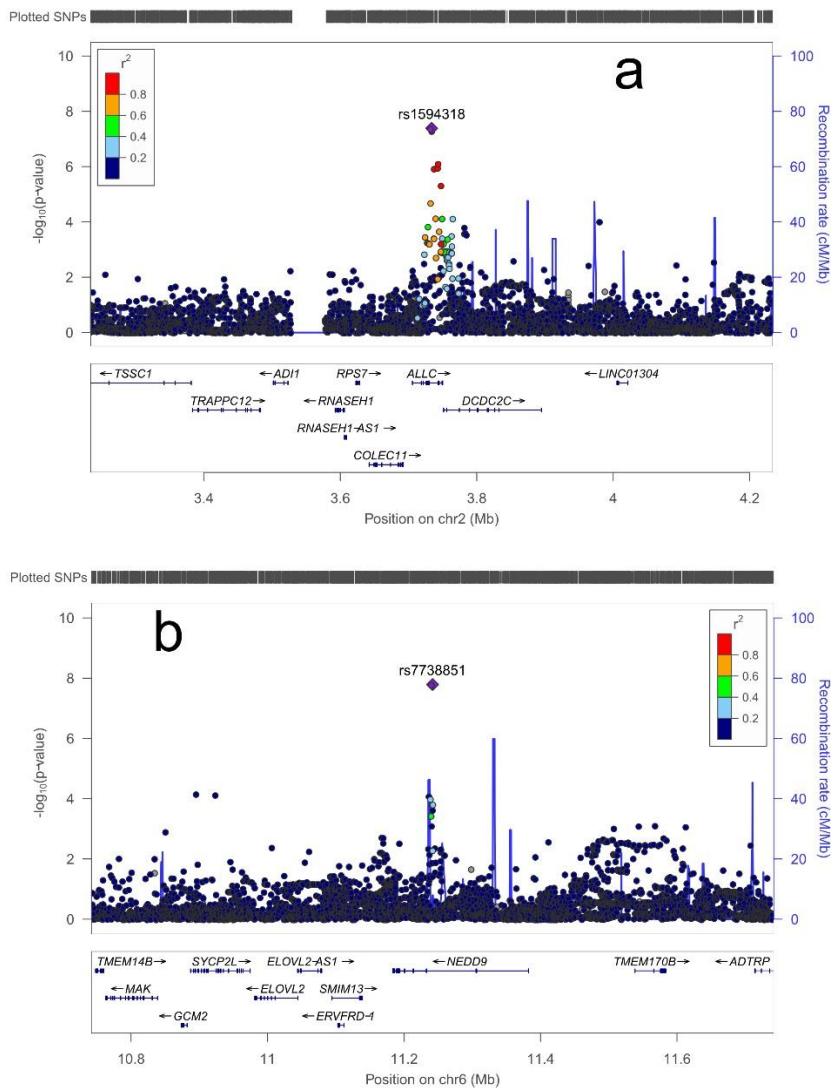 Plotted SNPs
a
10
8
6
4
2
0
-log10(p-value)
r2
0.8
0.6
0.4
0.2
rs1594318
100
80
60
40
20
0
Recombination rate (cM/Mb)
←TSSC1
←ADI1
RPS7→
ALLC→
←LINC01304
TRAPPC12→
←RNASEH1
DCDC2C→
RNASEH1-AS1→
COLEC11→
3.4
3.6
3.8
4
4.2
Position on chr2 (Mb)
Plotted SNPs
b
10
8
6
4
2
0
-log10(p-value)
rs7738851
r2
0.8
0.6
0.4
0.2
100
80
60
40
20
0
Recombination rate (cM/Mb)
TMEM14B→
SYCP2L→
ELOVL2-AS1→
←NEDD9
TMEM170B→
←ADTRP
←MAK
←ELOVL2
SMIM13→
←GCM2
←ERVFRD-1
10.8
11
11.2
11.4
11.6
Position on chr6 (Mb)